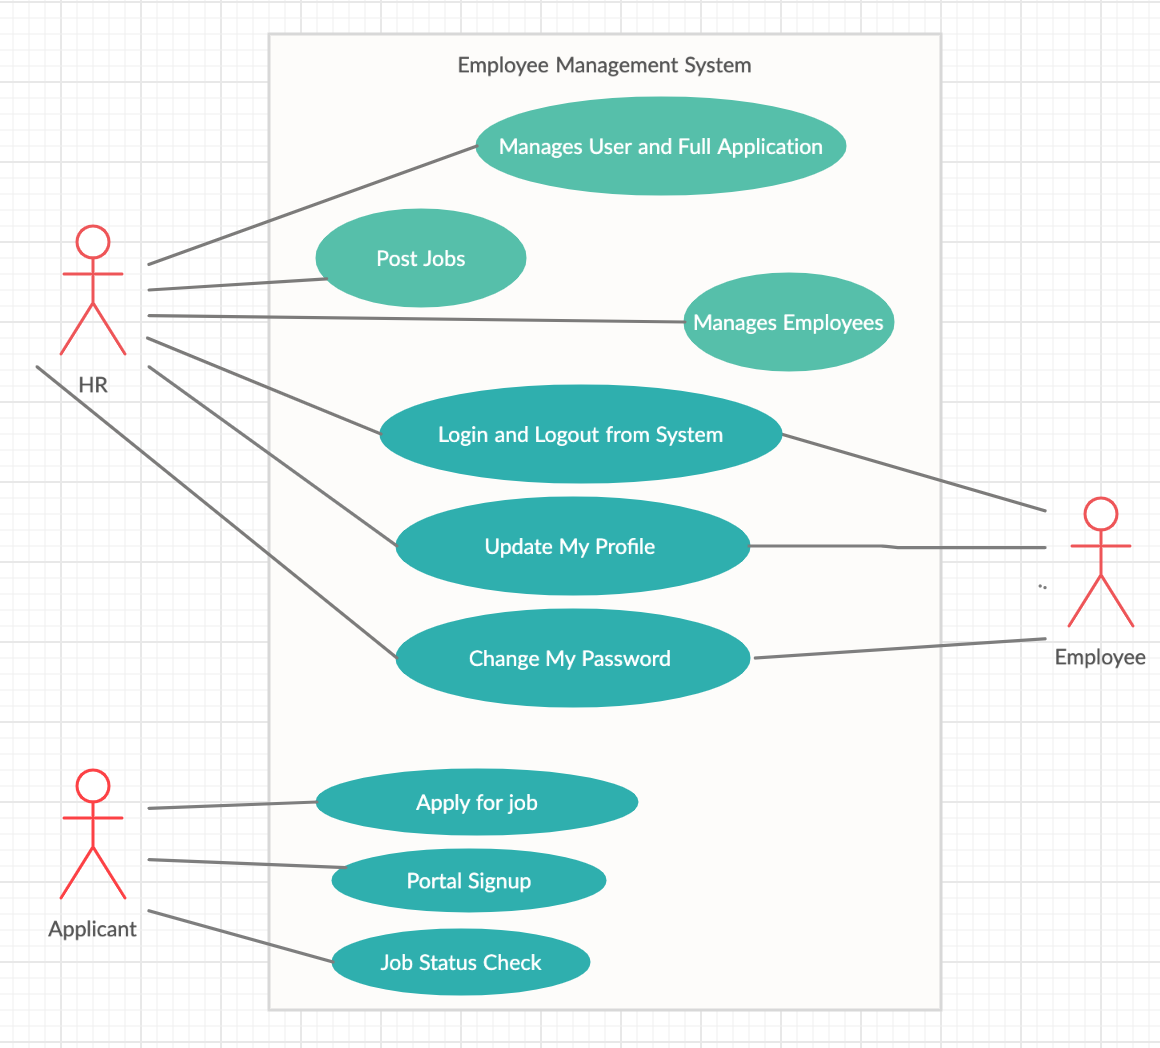 Employee Management System
Manages User and Full Application
Post Jobs
Manages Employees
HR
Login and Logout from System
Update My Profile
Change My Password
Employee
Apply for job
Portal Signup
Applicant
Job Status Check